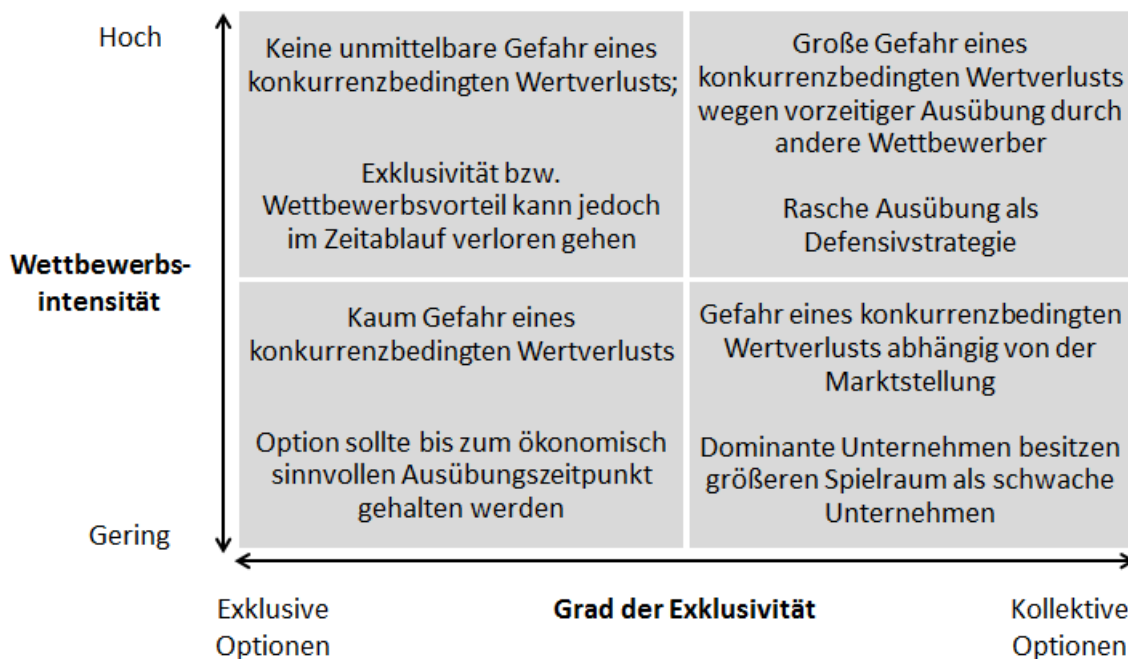 Hoch
Keine unmittelbare Gefahr eines
konkurrenzbedingten Wertverlusts;
Exklusivität bzw.
Wettbewerbsvorteil kann jedoch
im Zeitablauf verloren gehen
Große Gefahr eines
konkurrenzbedingten Wertverlusts
wegen vorzeitiger Ausübung durch
andere Wettbewerber
Rasche Ausübung als
Defensivstrategie
Wettbewerbs-
intensität
Kaum Gefahr eines
konkurrenzbedingten Wertverlusts
Option sollte bis zum ökonomisch
sinnvollen Ausübungszeitpunkt
gehalten werden
Gefahr eines konkurrenzbedingten
Wertverlusts abhängig von der
Marktstellung
Dominante Unternehmen besitzen
größeren Spielraum als schwache
Unternehmen
Gering
Exklusive
Optionen
Grad der Exklusivität
Kollektive
Optionen